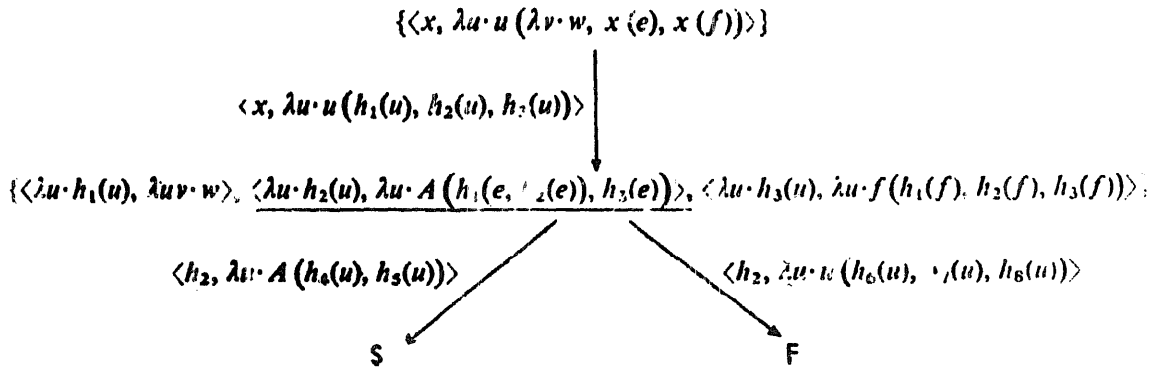 {⟨x, λu·u(λv·w, x(e), x(f))⟩}
⟨x, λu·u(h₁(u), h₂(u), h₃(u))⟩
{⟨λu·h₁(u), λuv·w⟩, ⟨λu·h₂(u), λu·A(h₁(e, h₂(e)), h₃(e))⟩, ⟨λu·h₃(u), λu·f(h₁(f), h₂(f), h₃(f))⟩
⟨h₂, λu·A(h₄(u), h₅(u))⟩ ⟨h₂, λu·u(h₆(u), (u), h₈(u))⟩
S F